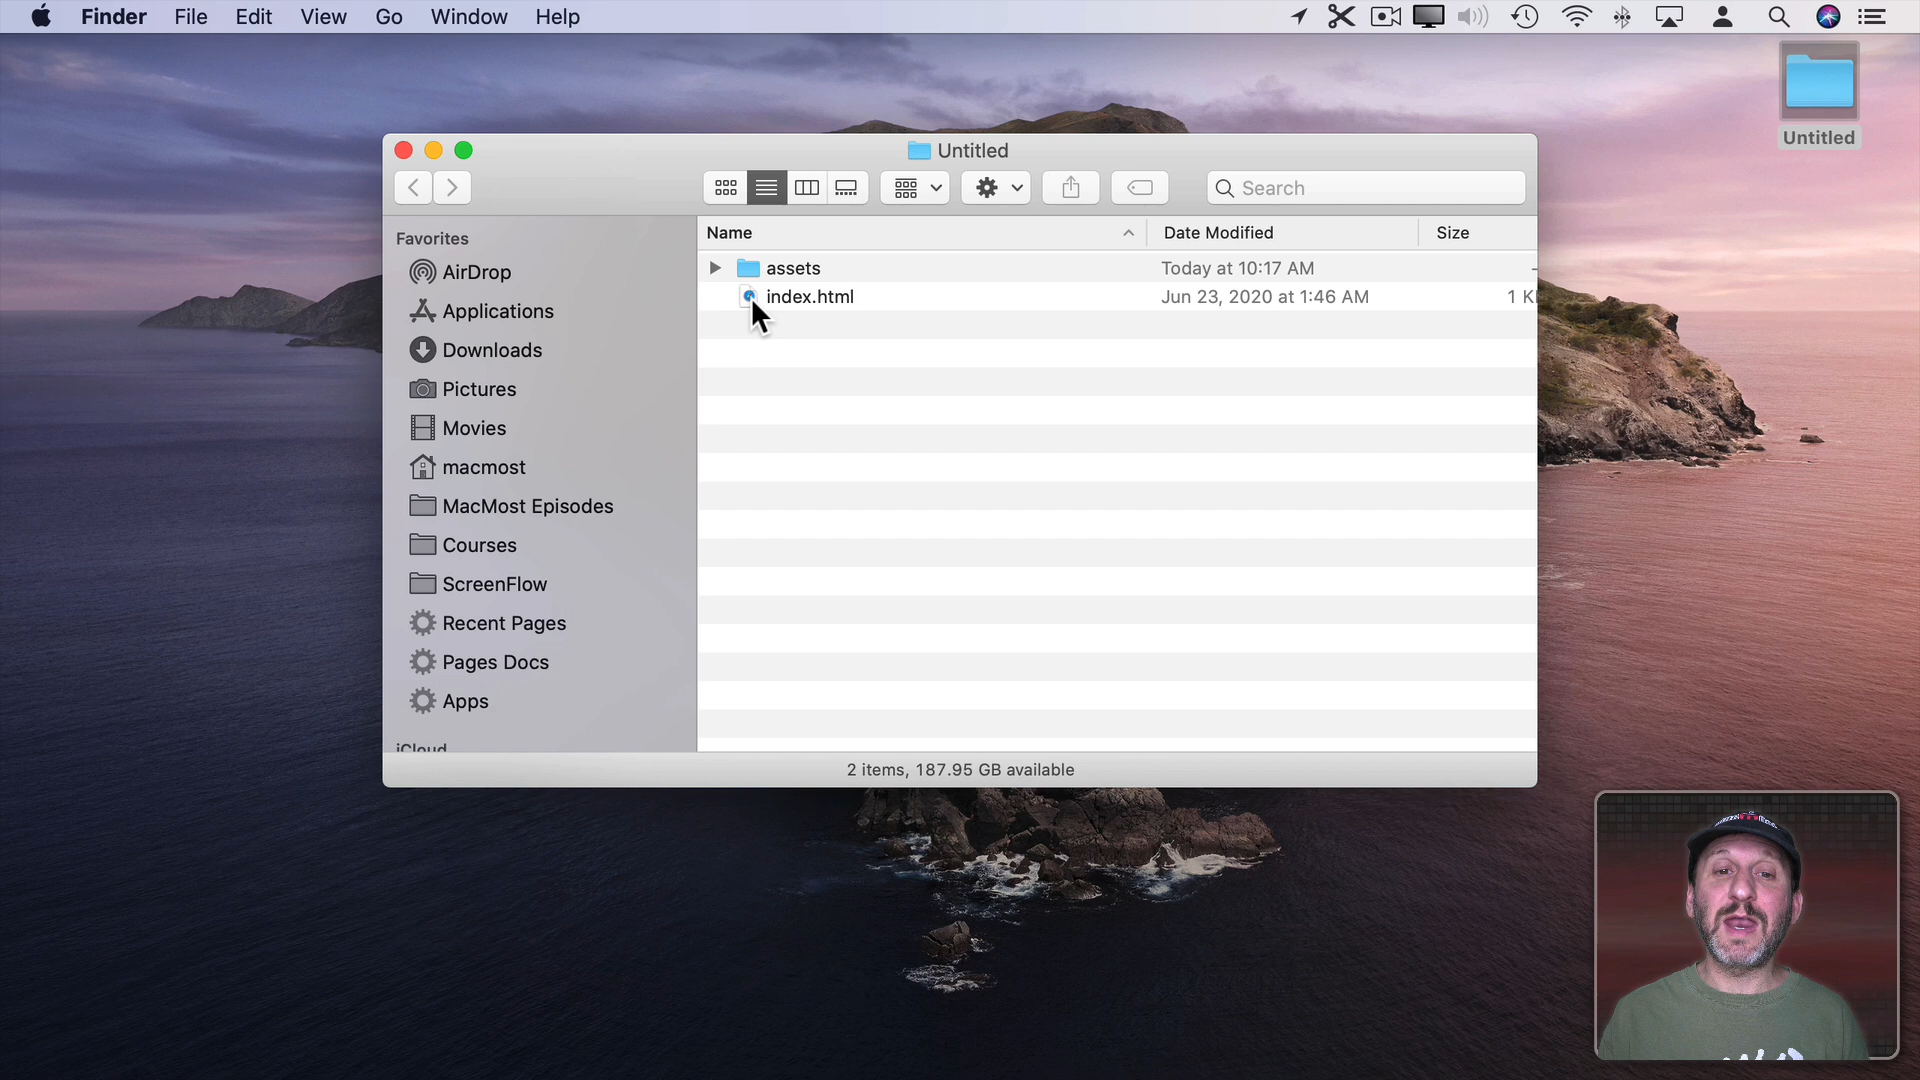 Finder File Edit View Go Window Help
Untitled
Untitled
Search
Favorites
AirDrop
Applications
Downloads
Pictures
Movies
macmost
MacMost Episodes
Courses
ScreenFlow
Recent Pages
Pages Docs
Apps
iCloud
Name Date Modified Size
assets Today at 10:17 AM
index.html Jun 23, 2020 at 1:46 AM 1 K
2 items, 187.95 GB available